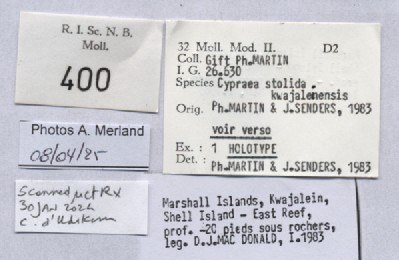 R. I. Sc. N. B.
Moll.
400
32 Moll. Mod. II. D2
Coll. Gift Ph.MARTIN
I. G. 26.630
Species Cypraea stolida .
kwajalenensis
Orig. Ph.MARTIN & J.SENDERS, 1983
voir verso
Ex. : 1 HOLOTYPE
Det. : Ph.MARTIN & J.SENDERS, 1983
Photos A. Merland
08/04/25
Scanned µct Rx
30 Jan 2024
C. d'Udekem
Marshall Islands, Kwajalein,
Shell Island - East Reef,
prof. -20 pieds sous rochers,
leg. D.J.MAC DONALD, I.1983